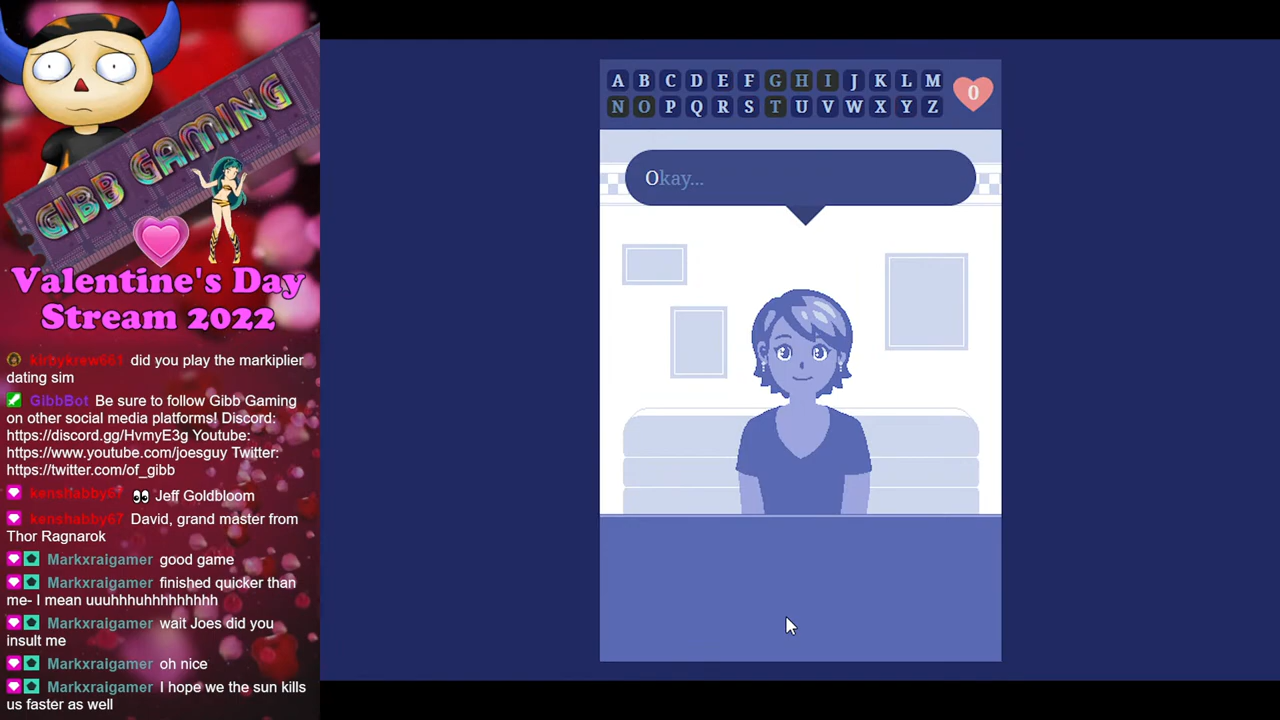 GIBB GAMING
Valentine's Day
Stream 2022
kirbykrew661 did you play the markiplier
dating sim
GibbBot Be sure to follow Gibb Gaming
on other social media platforms! Discord:
https://discord.gg/HvmyE3g Youtube:
https://www.youtube.com/joesguy Twitter:
https://twitter.com/of_gibb
kenshabby67 👀 Jeff Goldbloom
kenshabby67 David, grand master from
Thor Ragnarok
Markxraigamer good game
Markxraigamer finished quicker than
me- I mean uuuhhhuhhhhhhhhh
Markxraigamer wait Joes did you
insult me
Markxraigamer oh nice
Markxraigamer I hope we the sun kills
us faster as well
A B C D E F G H I J K L M
N O P Q R S T U V W X Y Z
0
Okay...